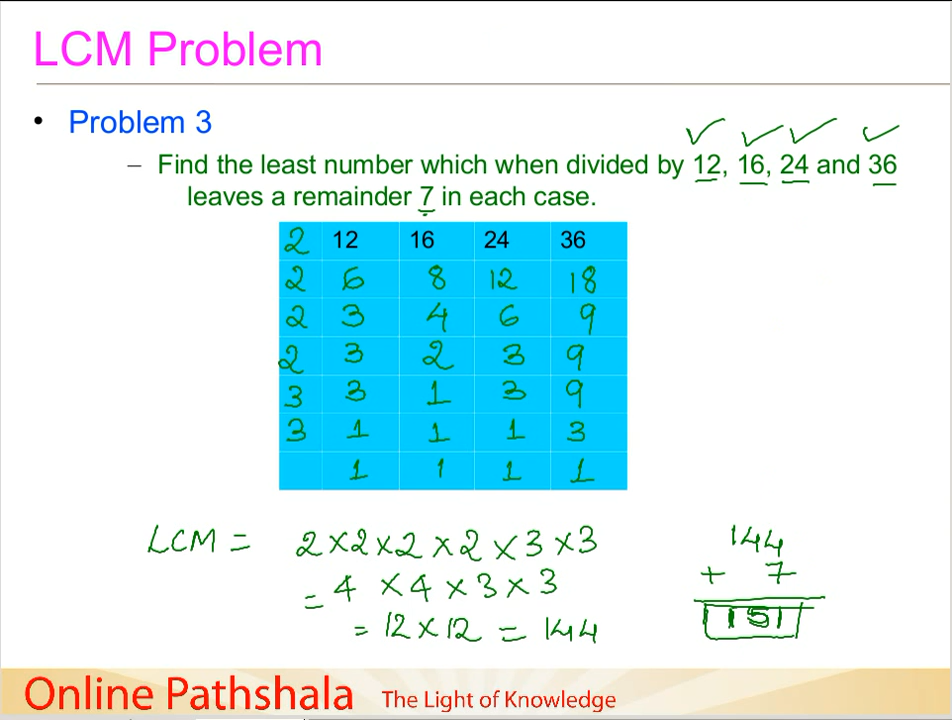 LCM Problem
• Problem 3
– Find the least number which when divided by 12, 16, 24 and 36
leaves a remainder 7 in each case.
2 12 16 24 36
2 6 8 12 18
2 3 4 6 9
2 3 2 3 9
3 3 1 3 9
3 1 1 1 3
1 1 1 1
LCM = 2 × 2 × 2 × 2 × 3 × 3
= 4 × 4 × 3 × 3
= 12 × 12 = 144
144
+ 7
151
Online Pathshala The Light of Knowledge